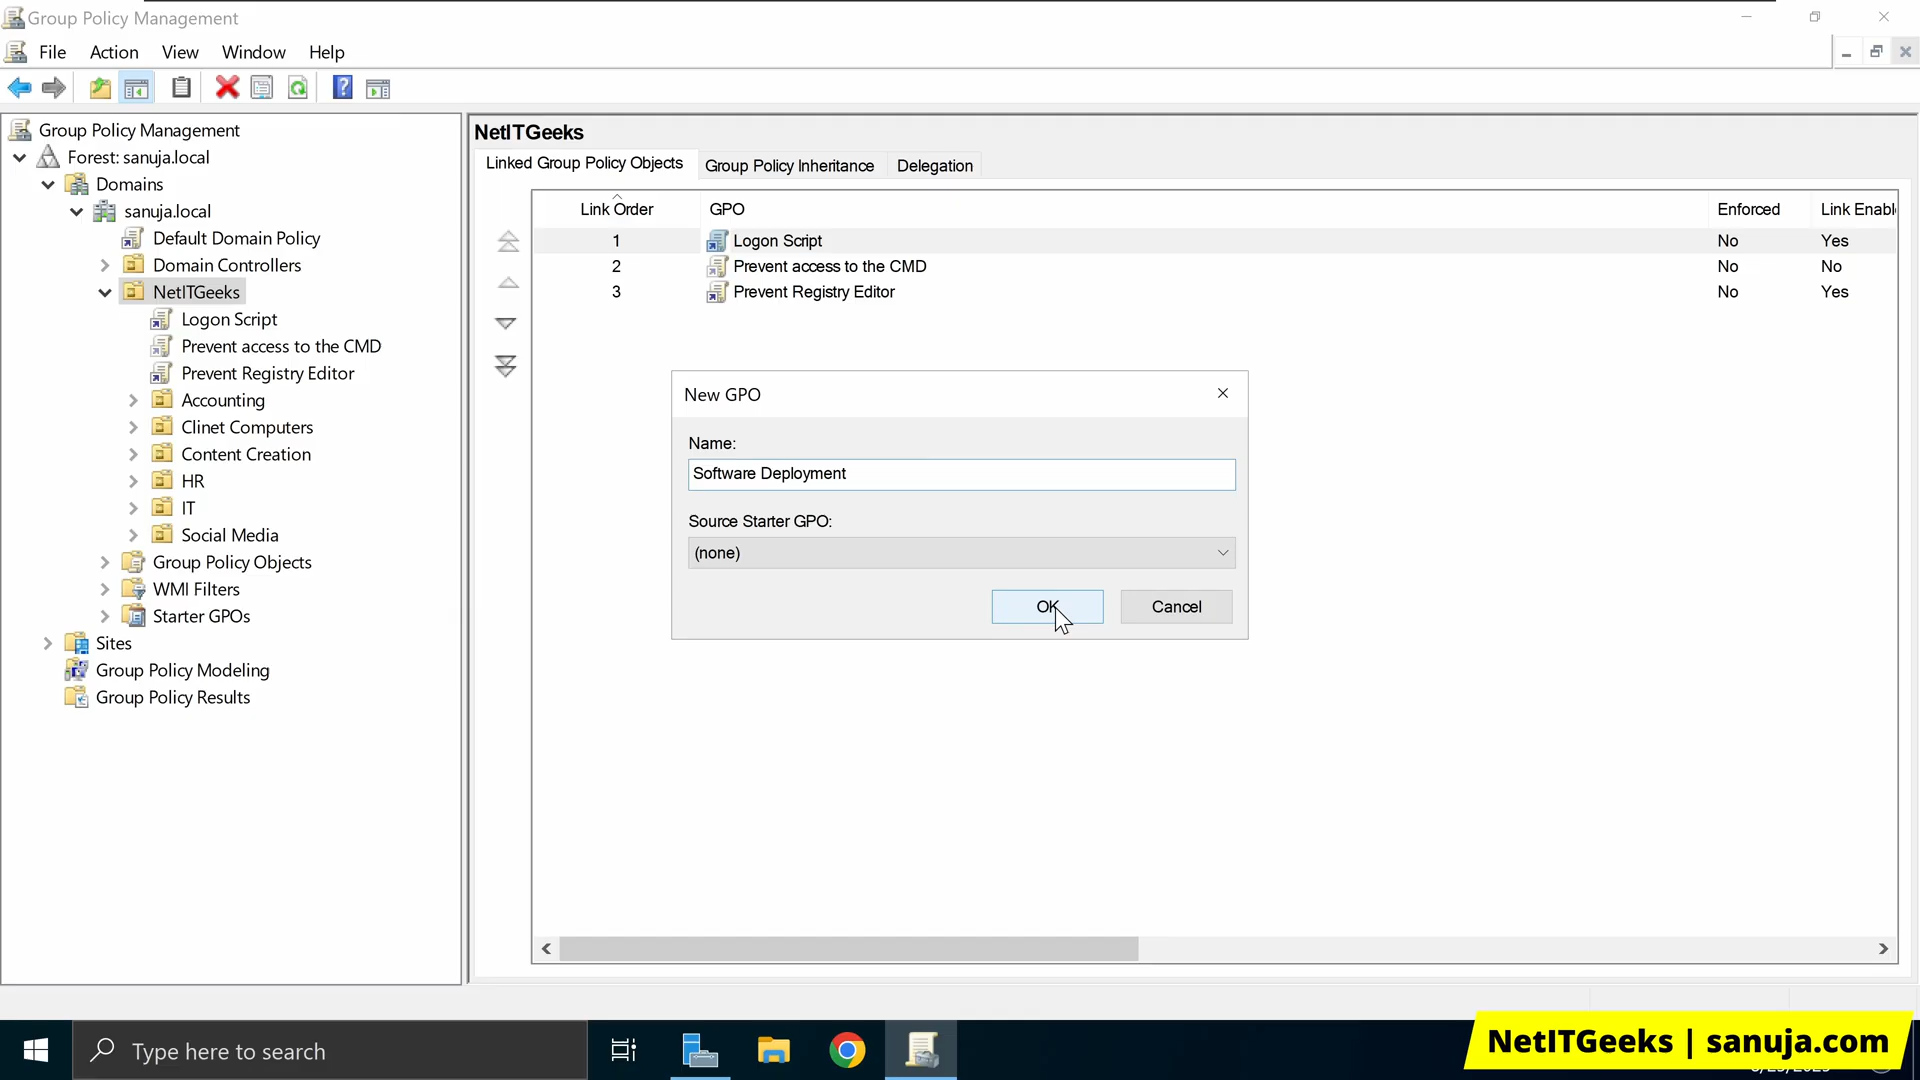 Group Policy Management
File Action View Window Help
Group Policy Management
Forest: sanuja.local
Domains
sanuja.local
Default Domain Policy
Domain Controllers
NetITGeeks
Logon Script
Prevent access to the CMD
Prevent Registry Editor
Accounting
Clinet Computers
Content Creation
HR
IT
Social Media
Group Policy Objects
WMI Filters
Starter GPOs
Sites
Group Policy Modeling
Group Policy Results
NetITGeeks
Linked Group Policy Objects Group Policy Inheritance Delegation
Link Order GPO Enforced Link Enabl
1 Logon Script No Yes
2 Prevent access to the CMD No No
3 Prevent Registry Editor No Yes
New GPO
Name:
Software Deployment
Source Starter GPO:
(none)
OK Cancel
Type here to search
NetITGeeks | sanuja.com